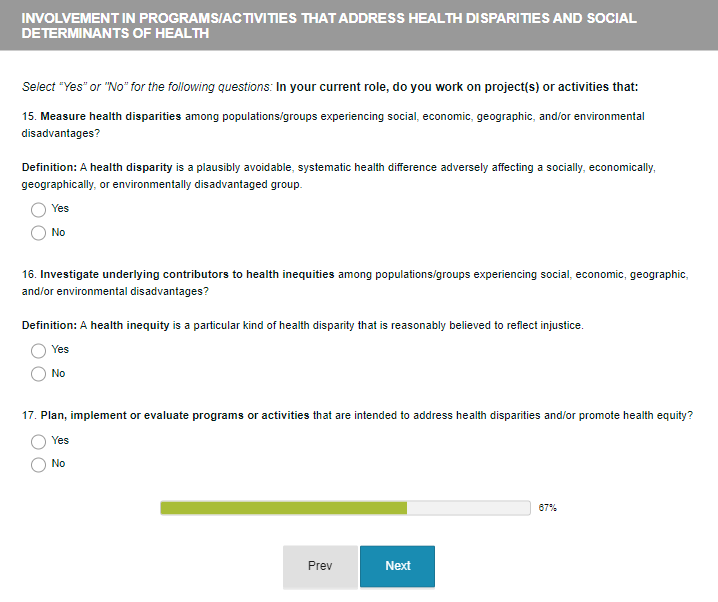 INVOLVEMENT IN PROGRAMS/ACTIVITIES THAT ADDRESS HEALTH DISPARITIES AND SOCIAL
DETERMINANTS OF HEALTH
Select "Yes" or "No" for the following questions: In your current role, do you work on project(s) or activities that:
15. Measure health disparities among populations/groups experiencing social, economic, geographic, and/or environmental
disadvantages?
Definition: A health disparity is a plausibly avoidable, systematic health difference adversely affecting a socially, economically,
geographically, or environmentally disadvantaged group.
Yes
No
16. Investigate underlying contributors to health inequities among populations/groups experiencing social, economic, geographic,
and/or environmental disadvantages?
Definition: A health inequity is a particular kind of health disparity that is reasonably believed to reflect injustice.
Yes
No
17. Plan, implement or evaluate programs or activities that are intended to address health disparities and/or promote health equity?
Yes
No
67%
Prev
Next